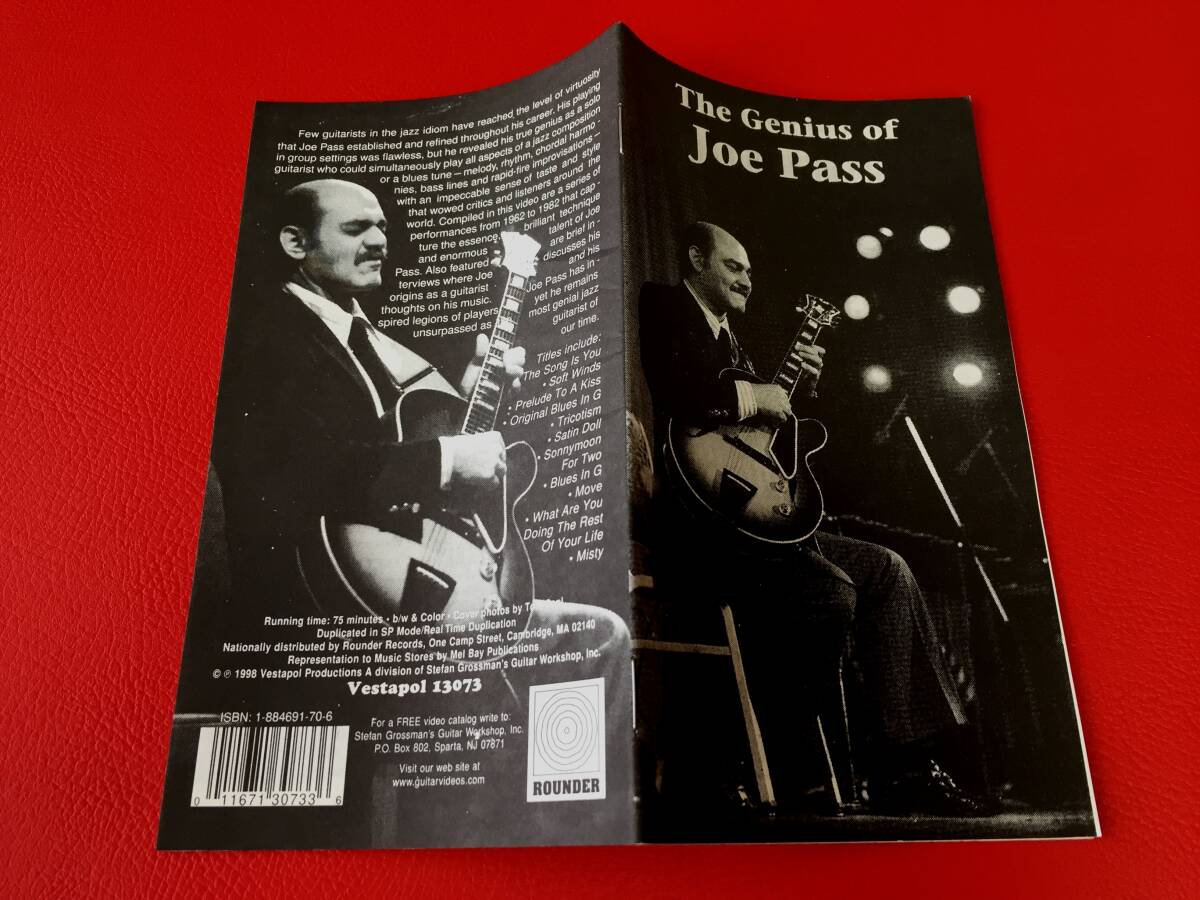 Few guitarists in the jazz idiom have reached the level of virtuosity
that Joe Pass established and refined throughout his career. His playing
in group settings was flawless, but he revealed his true genius as a solo
guitarist who could simultaneously play all aspects of a jazz composition
or a blues tune – melody, rhythm, chordal harmo-
nies, bass lines and rapid-fire improvisations –
with an impeccable sense of taste and style
that wowed critics and listeners around the
world. Compiled in this video are a series of
performances from 1962 to 1982 that cap-
ture the essence, brilliant technique
and enormous talent of Joe
Pass. Also featured are brief in-
terviews where Joe discusses his
origins as a guitarist and his
thoughts on his music. Joe Pass has in-
spired legions of players yet he remains
unsurpassed as most genial jazz
guitarist of
our time.
Titles include:
• The Song Is You
• Soft Winds
• Prelude To A Kiss
• Original Blues In G
• Tricotism
• Satin Doll
• Sonnymoon
For Two
• Blues In G
• Move
• What Are You
Doing The Rest
Of Your Life
• Misty
Running time: 75 minutes • b/w & Color • Cover photos by
Duplicated in SP Mode/Real Time Duplication
Nationally distributed by Rounder Records, One Camp Street, Cambridge, MA 02140
Representation to Music Stores by Mel Bay Publications
© ℗ 1998 Vestapol Productions A division of Stefan Grossman's Guitar Workshop, Inc.
Vestapol 13073
ISBN: 1-884691-70-6
0 11671 30733 6
For a FREE video catalog write to:
Stefan Grossman's Guitar Workshop, Inc.
P.O. Box 802, Sparta, NJ 07871
Visit our web site at
www.guitarvideos.com
ROUNDER
The Genius of
Joe Pass